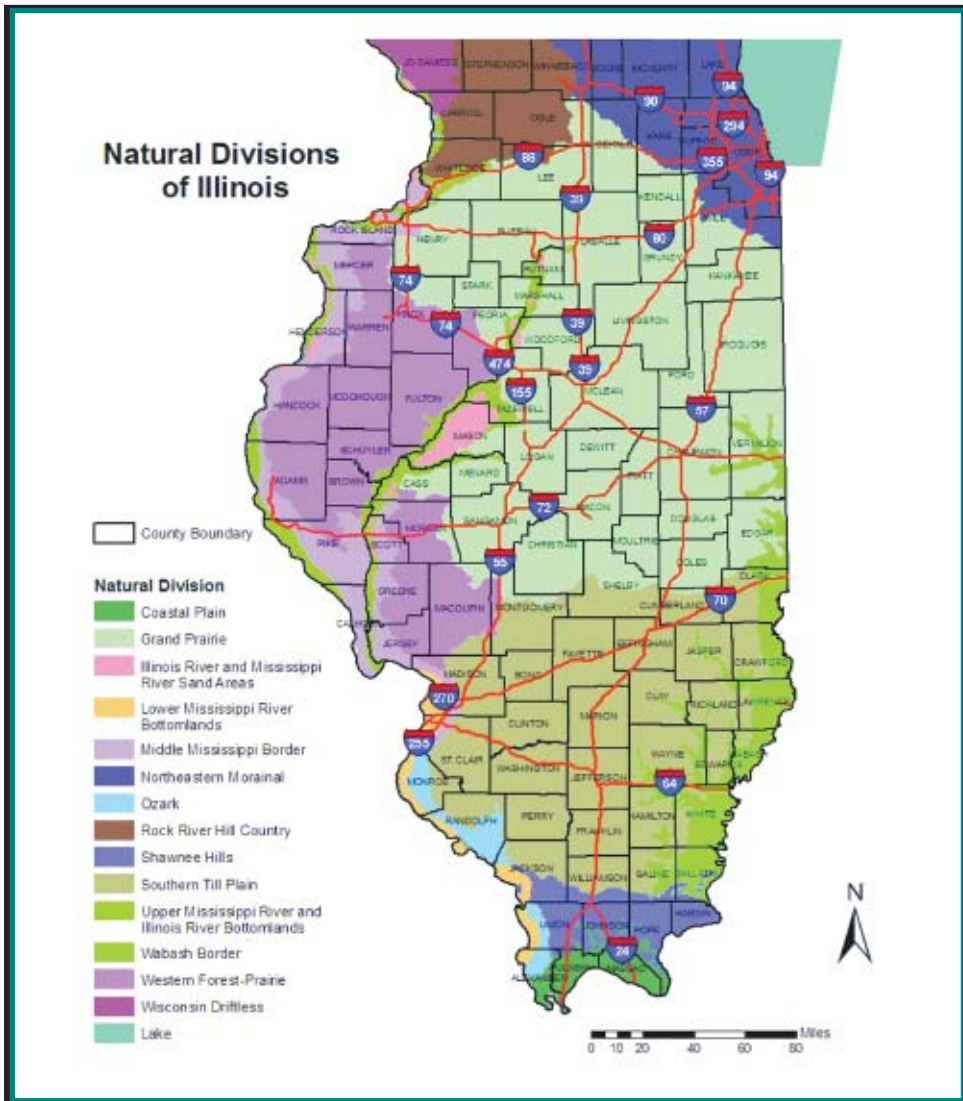 Natural Divisions
of Illinois
JO DAVIESS
STEPHENSON
WINNEBAGO
BOONE
MCHENRY
LAKE
94
90
CARROLL
OGLE
KANE
294
DEKALB
COOK
355
88
WHITESIDE
LEE
94
39
KENDALL
ROCK ISLAND
WILL
HENRY
BUREAU
LASALLE
80
GRUNDY
MERCER
PUTNAM
KANKAKEE
74
STARK
MARSHALL
KNOX
PEORIA
LIVINGSTON
HENDERSON
WARREN
74
39
WOODFORD
IROQUOIS
474
39
FORD
155
MCLEAN
HANCOCK
MCDONOUGH
FULTON
TAZEWELL
57
MASON
VERMILION
SCHUYLER
LOGAN
DEWITT
CHAMPAIGN
MENARD
ADAMS
BROWN
CASS
PIATT
72
MACON
MORGAN
SANGAMON
DOUGLAS
PIKE
SCOTT
CHRISTIAN
MOULTRIE
EDGAR
55
COLES
SHELBY
CLARK
GREENE
MACOUPIN
MONTGOMERY
CUMBERLAND
70
CALHOUN
JERSEY
EFFINGHAM
FAYETTE
JASPER
CRAWFORD
MADISON
BOND
270
CLAY
RICHLAND
LAWRENCE
CLINTON
MARION
255
ST. CLAIR
WAYNE
EDWARDS
WABASH
WASHINGTON
MONROE
JEFFERSON
64
RANDOLPH
PERRY
HAMILTON
WHITE
FRANKLIN
JACKSON
WILLIAMSON
SALINE
GALLATIN
UNION
JOHNSON
POPE
HARDIN
24
ALEXANDER
MASSAC
County Boundary
Natural Division
Coastal Plain
Grand Prairie
Illinois River and Mississippi
River Sand Areas
Lower Mississippi River
Bottomlands
Middle Mississippi Border
Northeastern Morainal
Ozark
Rock River Hill Country
Shawnee Hills
Southern Till Plain
Upper Mississippi River and
Illinois River Bottomlands
Wabash Border
Western Forest-Prairie
Wisconsin Driftless
Lake
N
Miles
0 10 20 40 60 80